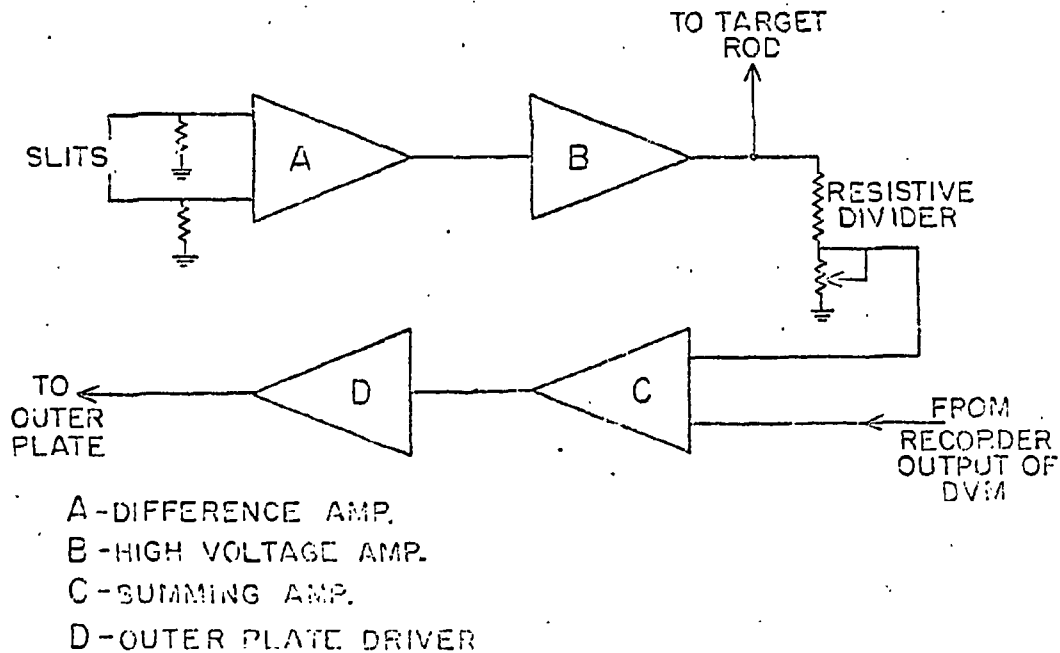 TO TARGET
ROD
SLITS
A
B
RESISTIVE
DIVIDER
D
C
TO
OUTER
PLATE
FROM
RECORDER
OUTPUT OF
DVM
A-DIFFERENCE AMP.
B-HIGH VOLTAGE AMP.
C-SUMMING AMP.
D-OUTER PLATE DRIVER